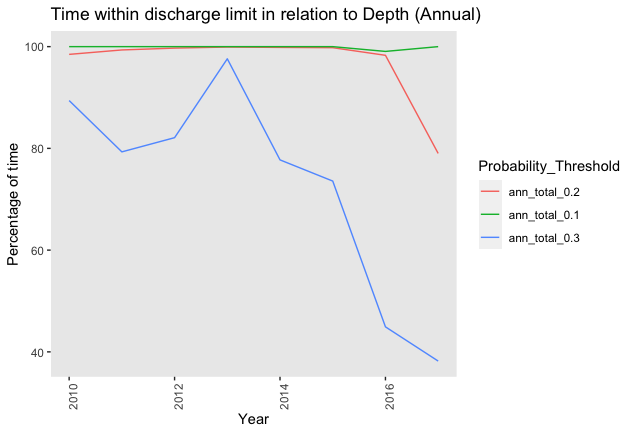 Time within discharge limit in relation to Depth (Annual)
100
80
60
40
Percentage of time
2010
2012
2014
2016
Year
Probability_Threshold
ann_total_0.2
ann_total_0.1
ann_total_0.3